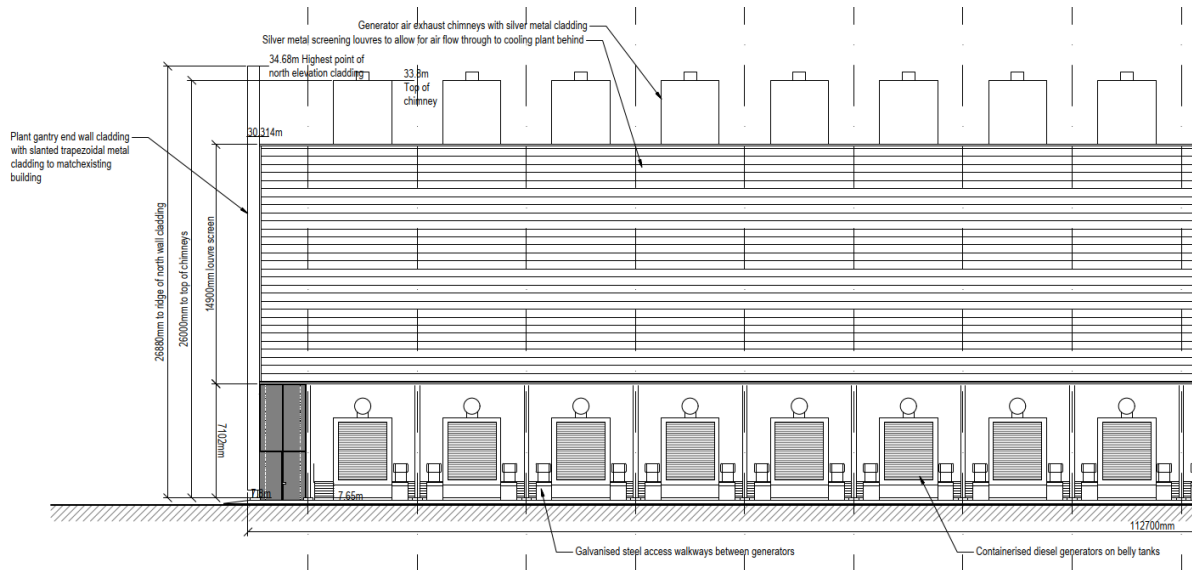 Generator air exhaust chimneys with silver metal cladding
Silver metal screening louvres to allow for air flow through to cooling plant behind
34.68m Highest point of
north elevation cladding
33.8m
Top of
chimney
30.314m
Plant gantry end wall cladding
with slanted trapezoidal metal
cladding to matchexisting
building
26880mm to ridge of north wall cladding
26000mm to top of chimneys
14900mm louvre screen
7102mm
7.65m
112700mm
Galvanised steel access walkways between generators
Containerised diesel generators on belly tanks